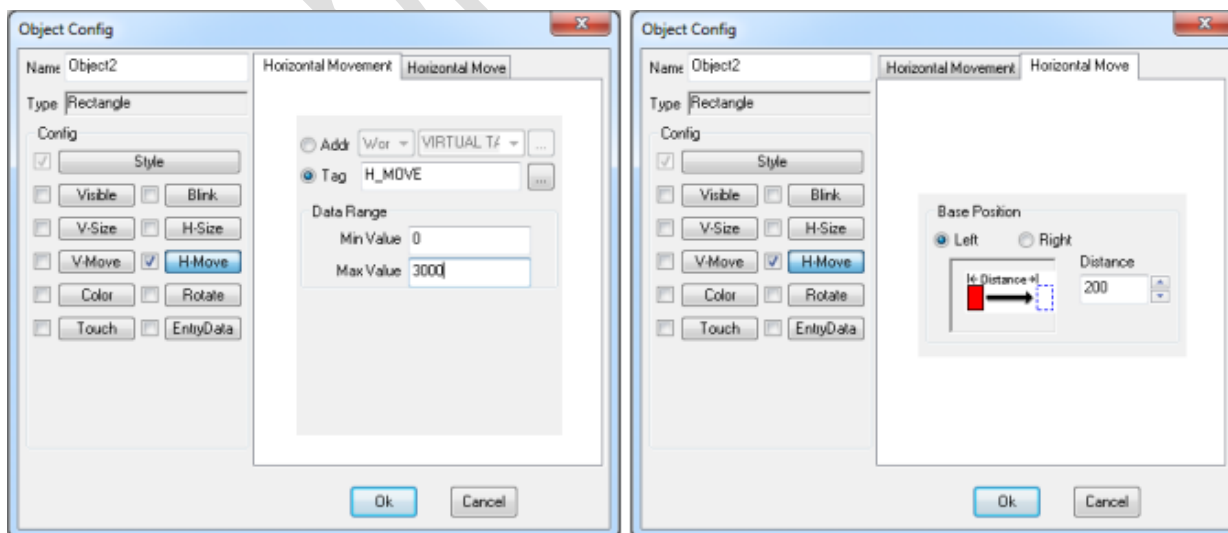 Object Config
Name Object2
Type Rectangle
Config
Style
Visible Blink
V-Size H-Size
V-Move H-Move
Color Rotate
Touch EntryData
Horizontal Movement Horizontal Move
Addr Wor VIRTUAL TA ...
Tag H_MOVE ...
Data Range
Min Value 0
Max Value 3000
Ok Cancel
Object Config
Name Object2
Type Rectangle
Config
Style
Visible Blink
V-Size H-Size
V-Move H-Move
Color Rotate
Touch EntryData
Horizontal Movement Horizontal Move
Base Position
Left Right
Distance
Distance
200
Ok Cancel